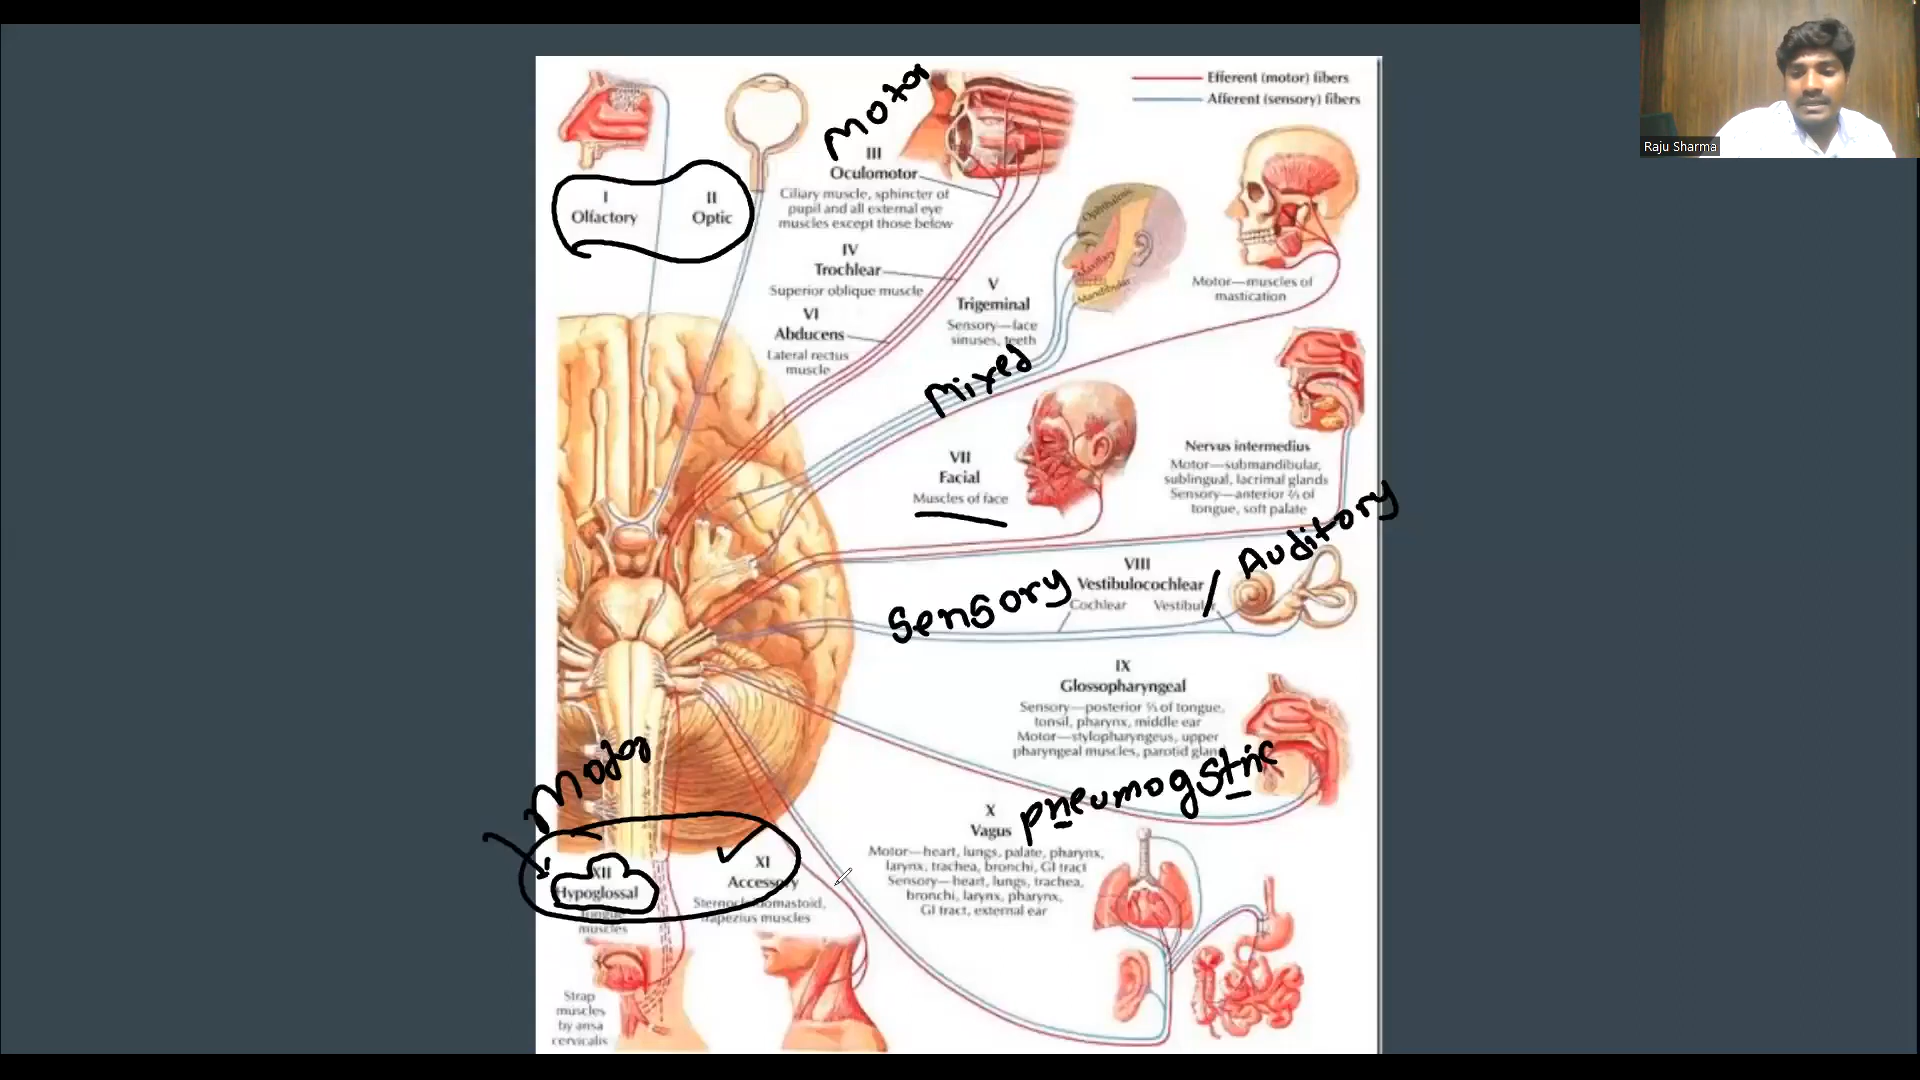 Motor
Efferent (motor) fibers
Afferent (sensory) fibers
Raju Sharma
I
Olfactory
II
Optic
III
Oculomotor
Ciliary muscle, sphincter of
pupil and all external eye
muscles except those below
IV
Trochlear
Superior oblique muscle
VI
Abducens
Lateral rectus
muscle
V
Trigeminal
Sensory—face
sinuses, teeth
Ophthalmic
Maxillary
Mandibular
Motor—muscles of
mastication
Mixed
VII
Facial
Muscles of face
Nervus intermedius
Motor—submandibular,
sublingual, lacrimal glands
Sensory—anterior ⅔ of
tongue, soft palate
Sensory
VIII
Vestibulocochlear
/ Auditory
Cochlear
IX
Glossopharyngeal
Sensory—posterior ⅓ of tongue,
tonsil, pharynx, middle ear
Motor—stylopharyngeus, upper
pharyngeal muscles, parotid gland
Motor
X
Vagus
pneumogstric
Motor—heart, lungs, palate, pharynx,
larynx, trachea, bronchi, GI tract
Sensory—heart, lungs, trachea,
bronchi, larynx, pharynx,
GI tract, external ear
XII
Hypoglossal
muscles
XI
Accessory
Sternocleidomastoid,
trapezius muscles
Strap
muscles
by ansa
cervicalis